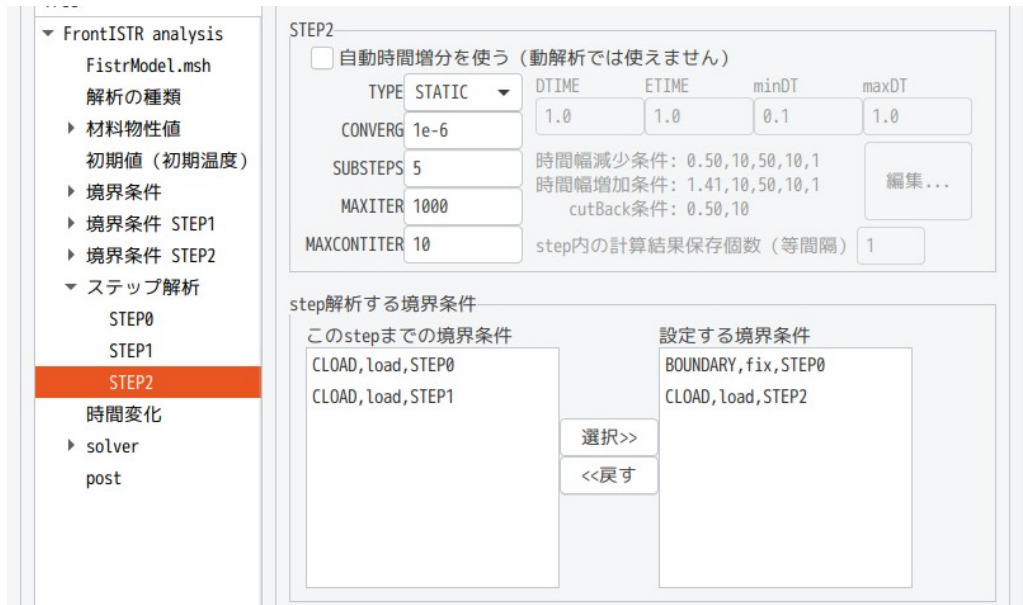 FrontISTR analysis
FistrModel.msh
解析の種類
材料物性値
初期値（初期温度）
境界条件
境界条件 STEP1
境界条件 STEP2
ステップ解析
STEP0
STEP1
STEP2
時間変化
solver
post
STEP2
自動時間増分を使う（動解析では使えません）
TYPE STATIC
CONVERG 1e-6
SUBSTEPS 5
MAXITER 1000
MAXCONTITER 10
DTIME ETIME minDT maxDT
1.0 1.0 0.1 1.0
時間幅減少条件: 0.50,10,50,10,1
時間幅増加条件: 1.41,10,50,10,1
cutBack条件: 0.50,10
編集...
step内の計算結果保存個数（等間隔） 1
step解析する境界条件
このstepまでの境界条件
CLOAD,load,STEP0
CLOAD,load,STEP1
選択>>
<<戻す
設定する境界条件
BOUNDARY,fix,STEP0
CLOAD,load,STEP2